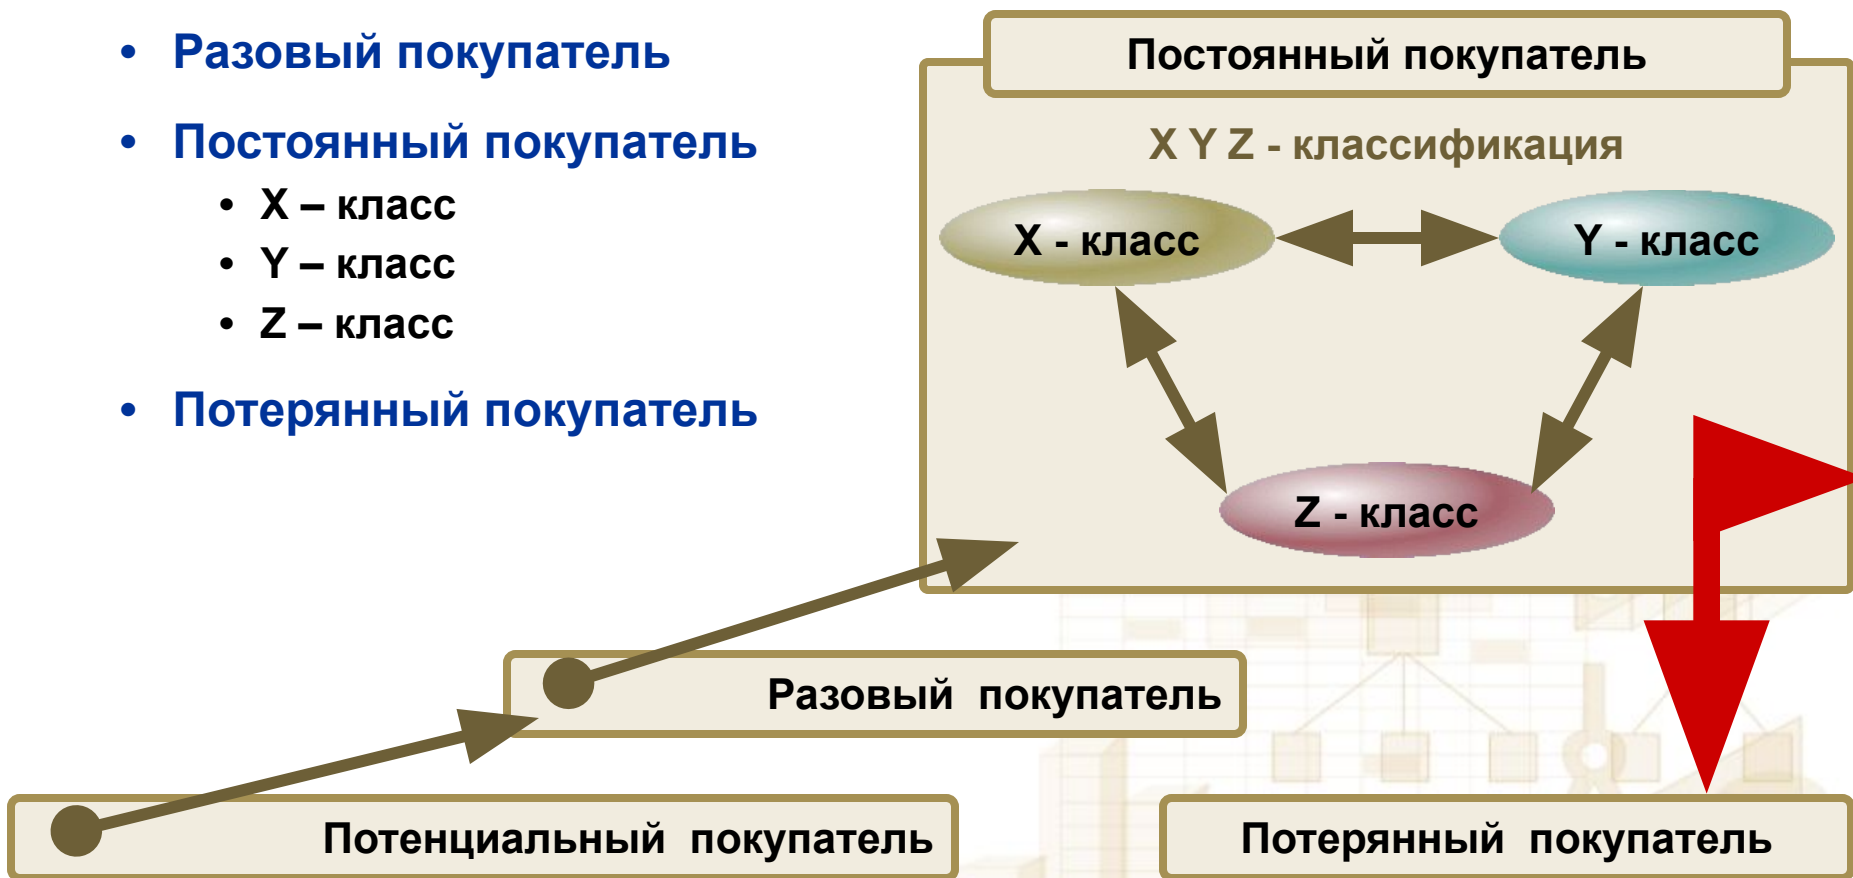 • Разовый покупатель
• Постоянный покупатель
• X – класс
• Y – класс
• Z – класс
• Потерянный покупатель
Постоянный покупатель
X Y Z - классификация
X - класс
Y - класс
Z - класс
Разовый покупатель
Потенциальный покупатель
Потерянный покупатель